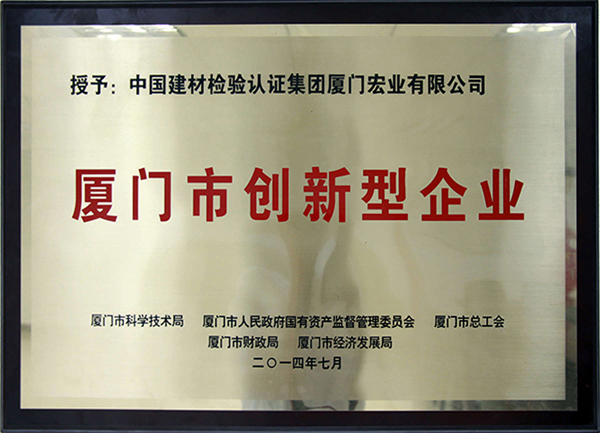 授予：中国建材检验认证集团厦门宏业有限公司
厦门市创新型企业
厦门市科学技术局 厦门市人民政府国有资产监督管理委员会 厦门市总工会
厦门市财政局 厦门市经济发展局
二〇一四年七月